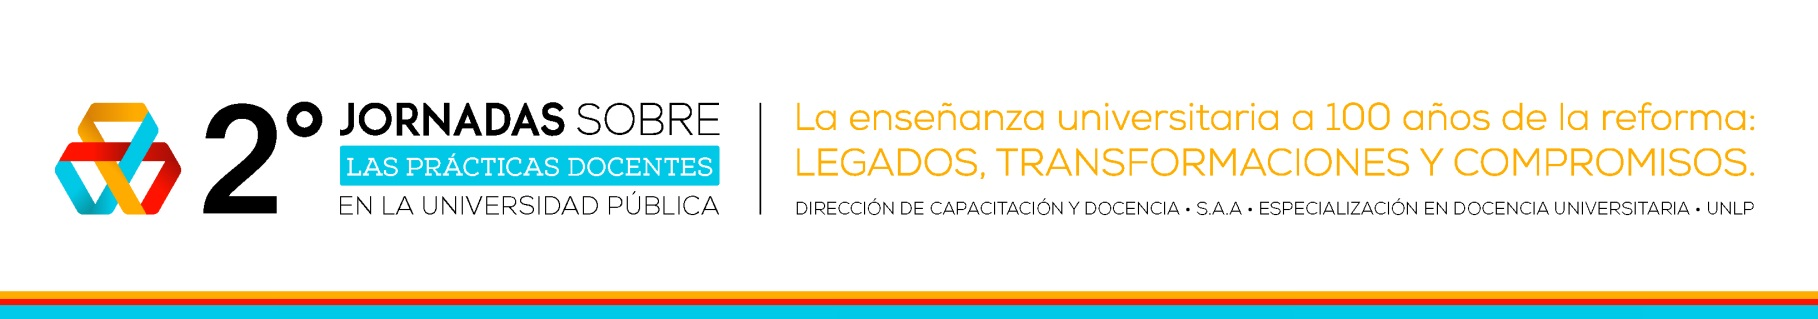 2° JORNADAS SOBRE
LAS PRÁCTICAS DOCENTES
EN LA UNIVERSIDAD PÚBLICA
La enseñanza universitaria a 100 años de la reforma:
LEGADOS, TRANSFORMACIONES Y COMPROMISOS.
DIRECCIÓN DE CAPACITACIÓN Y DOCENCIA • S.A.A • ESPECIALIZACIÓN EN DOCENCIA UNIVERSITARIA • UNLP